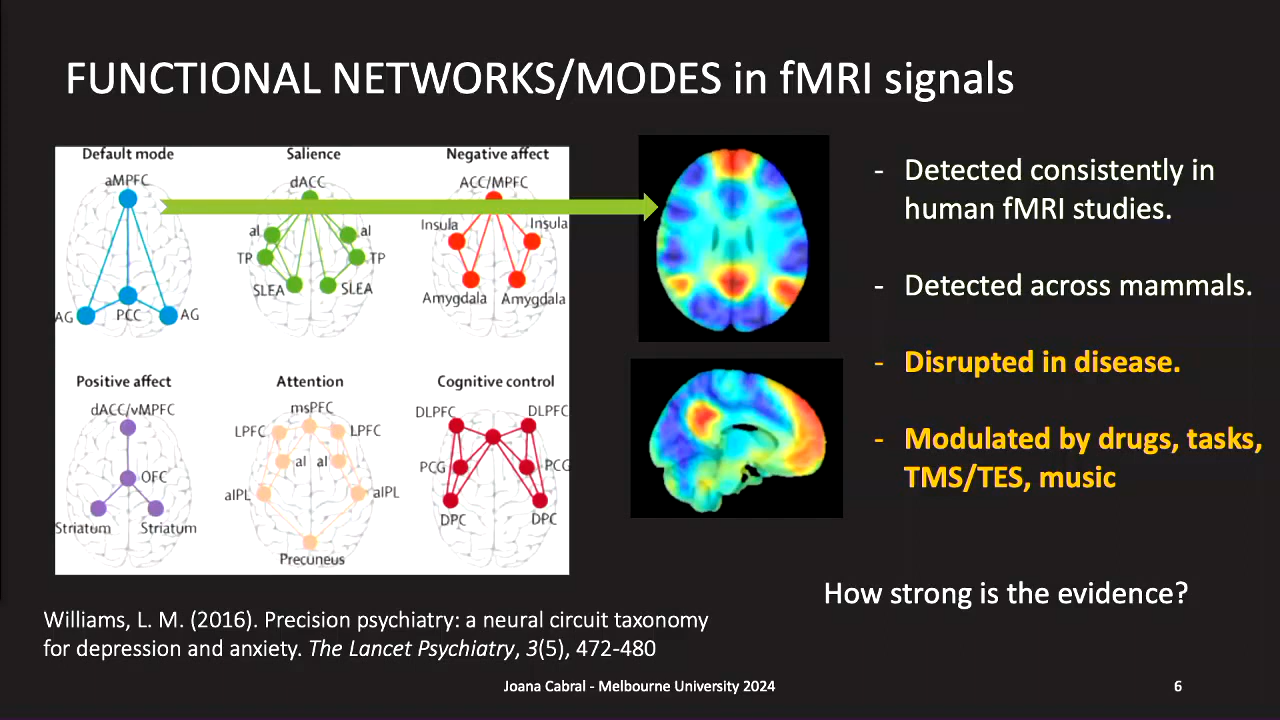 FUNCTIONAL NETWORKS/MODES in fMRI signals
Default mode
aMPFC
AG
PCC
AG
Salience
dACC
aI
aI
TP
TP
SLEA
SLEA
Negative affect
ACC/MPFC
Insula
Insula
Amygdala
Amygdala
Positive affect
dACC/vMPFC
OFC
Striatum
Striatum
Attention
msPFC
LPFC
LPFC
aI
aI
aIPL
aIPL
Precuneus
Cognitive control
DLPFC
DLPFC
PCG
PCG
DPC
DPC
- Detected consistently in
human fMRI studies.
- Detected across mammals.
- Disrupted in disease.
- Modulated by drugs, tasks,
TMS/TES, music
How strong is the evidence?
Williams, L. M. (2016). Precision psychiatry: a neural circuit taxonomy
for depression and anxiety. The Lancet Psychiatry, 3(5), 472-480
Joana Cabral - Melbourne University 2024
6